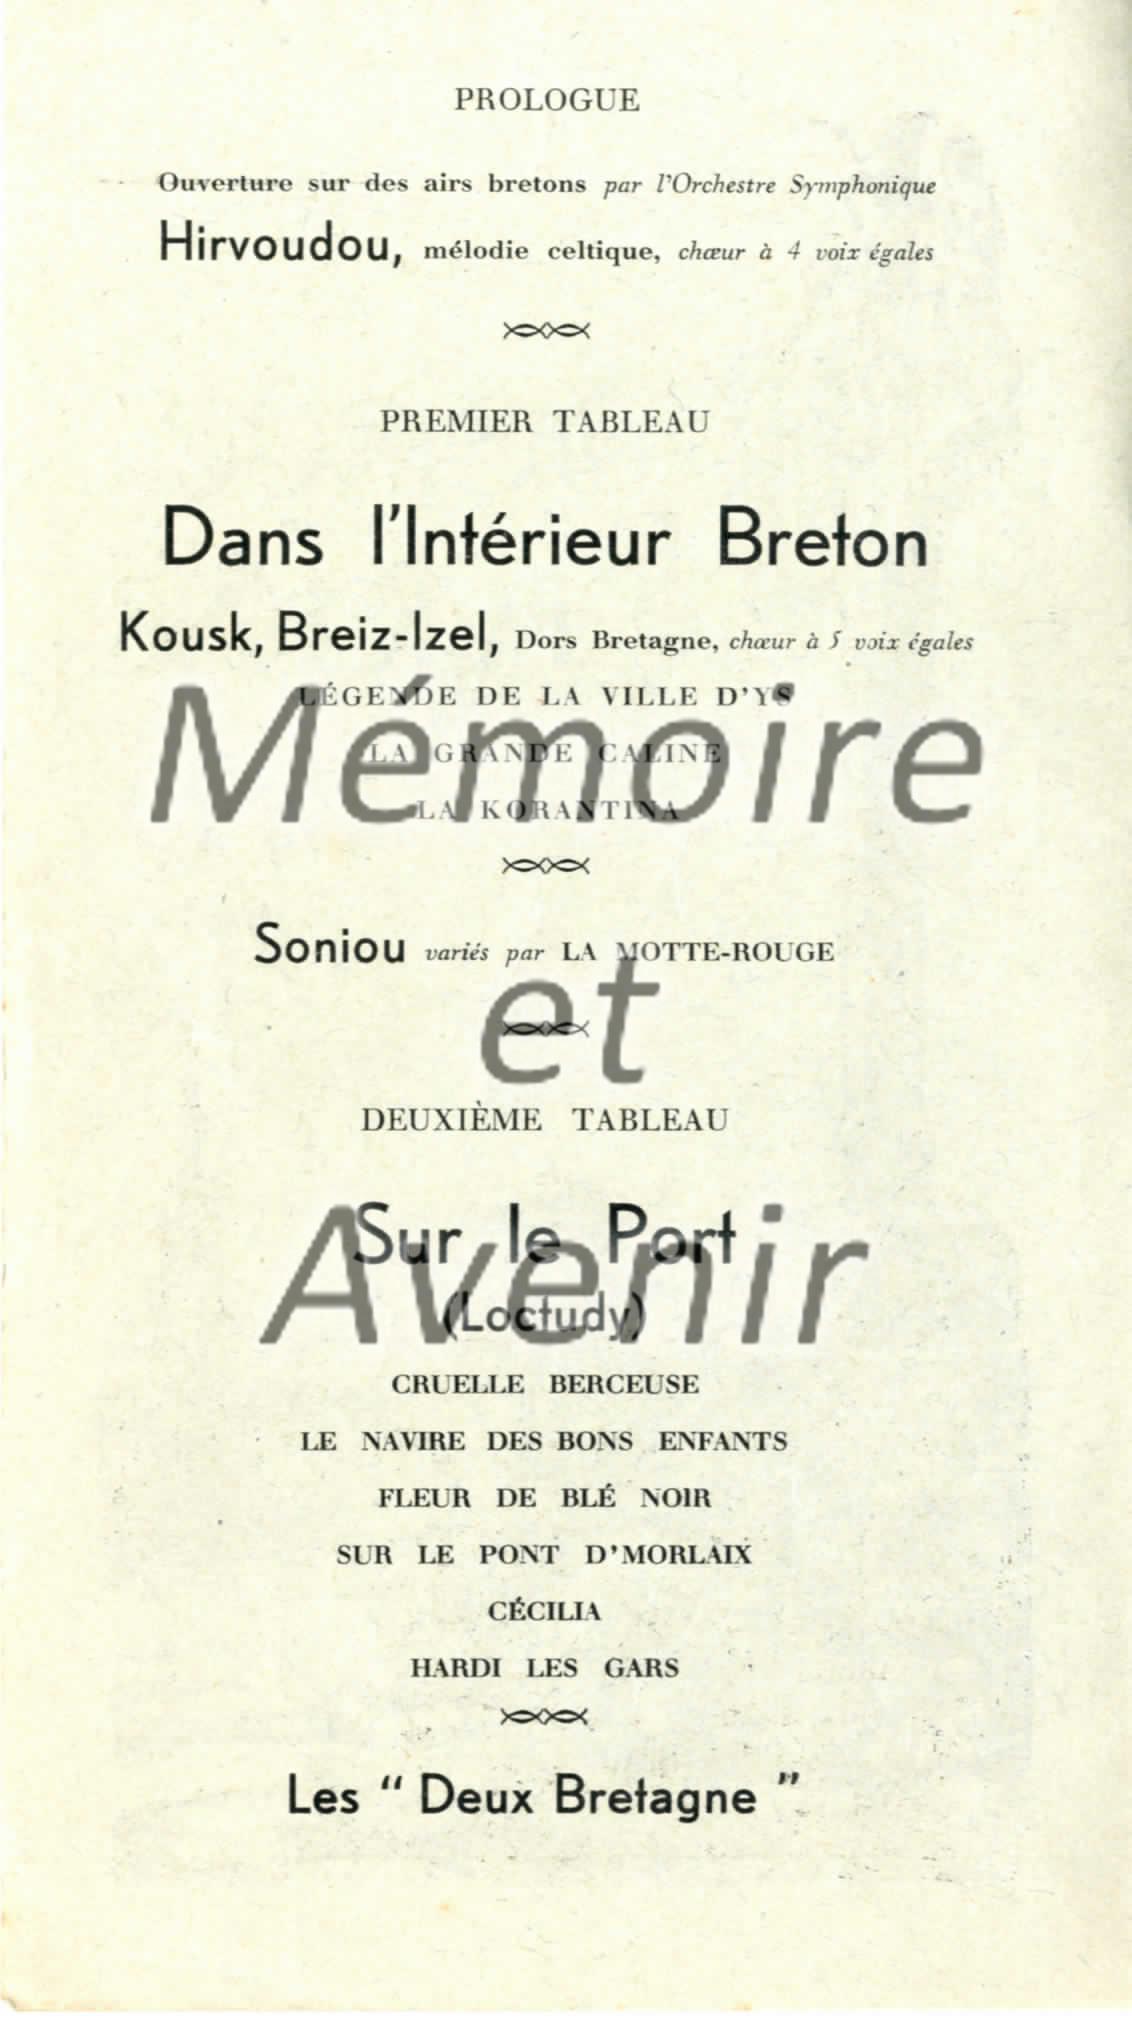 PROLOGUE
Ouverture sur des airs bretons par l'Orchestre Symphonique
Hirvoudou, mélodie celtique, chœur à 4 voix égales
PREMIER TABLEAU
Dans l'Intérieur Breton
Kousk, Breiz-Izel, Dors Bretagne, chœur à 5 voix égales
LÉGENDE DE LA VILLE D'YS
LA GRANDE CALINE
LA KORANTINA
Mémoire
Soniou variés par LA MOTTE-ROUGE
et
DEUXIÈME TABLEAU
Sur le Port
Avenir
(Loctudy)
CRUELLE BERCEUSE
LE NAVIRE DES BONS ENFANTS
FLEUR DE BLÉ NOIR
SUR LE PONT D'MORLAIX
CÉCILIA
HARDI LES GARS
Les " Deux Bretagne "